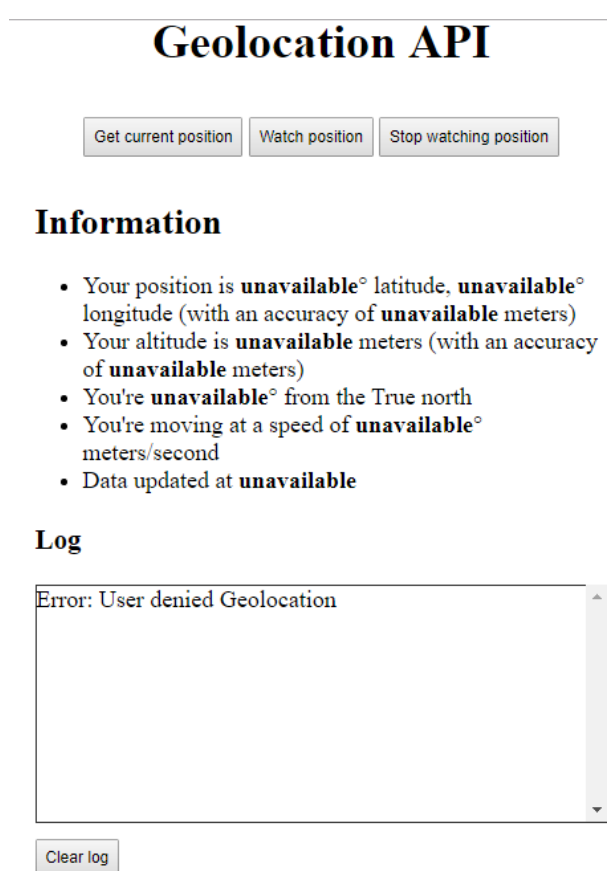 Geolocation API
Get current position Watch position Stop watching position
Information
• Your position is unavailable° latitude, unavailable°
longitude (with an accuracy of unavailable meters)
• Your altitude is unavailable meters (with an accuracy
of unavailable meters)
• You're unavailable° from the True north
• You're moving at a speed of unavailable°
meters/second
• Data updated at unavailable
Log
Error: User denied Geolocation
Clear log